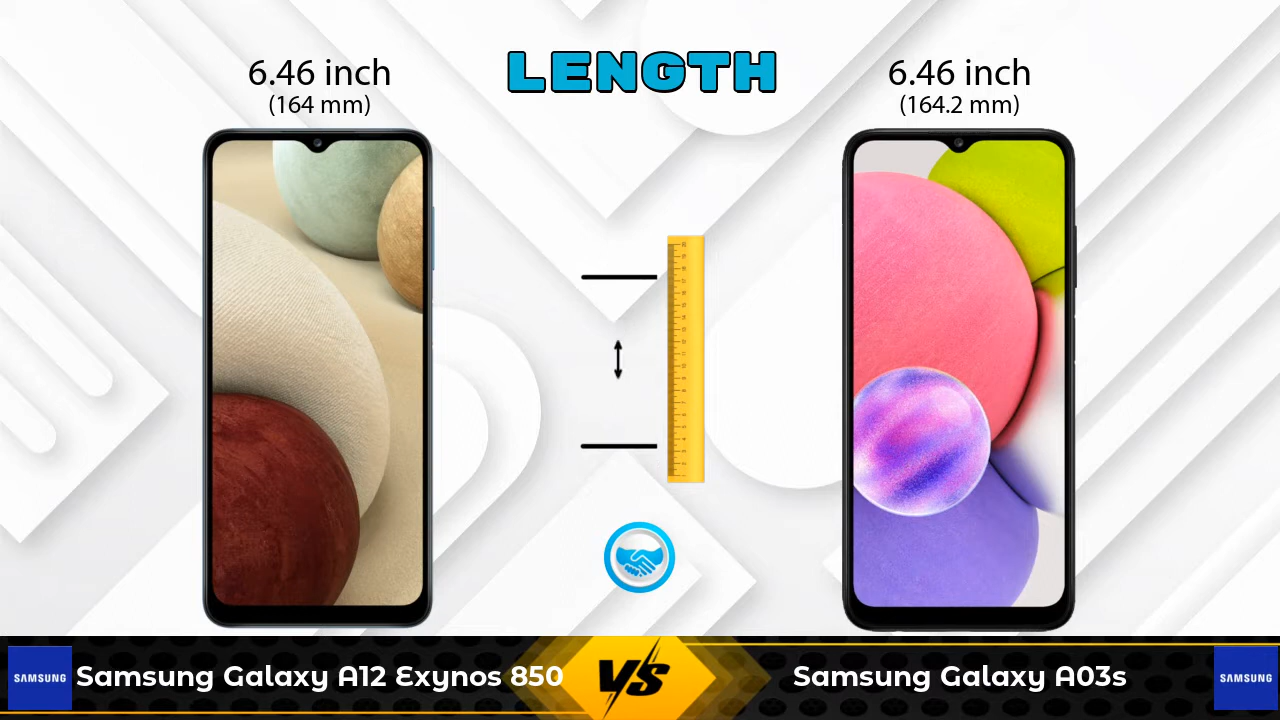 LENGTH
6.46 inch
(164 mm)
6.46 inch
(164.2 mm)
SAMSUNG
Samsung Galaxy A12 Exynos 850
VS
Samsung Galaxy A03s
SAMSUNG